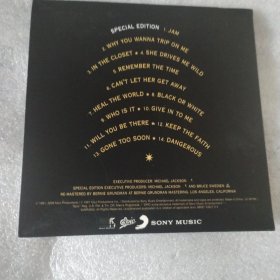 SPECIAL EDITION 1. JAM
2. WHY YOU WANNA TRIP ON ME
3. IN THE CLOSET ★ 4. SHE DRIVES ME WILD
5. REMEMBER THE TIME
6. CAN'T LET HER GET AWAY
7. HEAL THE WORLD ★ 8. BLACK OR WHITE
9. WHO IS IT ★ 10. GIVE IN TO ME
11. WILL YOU BE THERE ★ 12. KEEP THE FAITH
13. GONE TOO SOON ★ 14. DANGEROUS
EXECUTIVE PRODUCER: MICHAEL JACKSON
SPECIAL EDITION EXECUTIVE PRODUCERS: MICHAEL JACKSON AND BRUCE SWEDIEN
RE-MASTERED BY BERNIE GRUNDMAN AT BERNIE GRUNDMAN MASTERING, LOS ANGELES, CALIFORNIA
epic SONY MUSIC